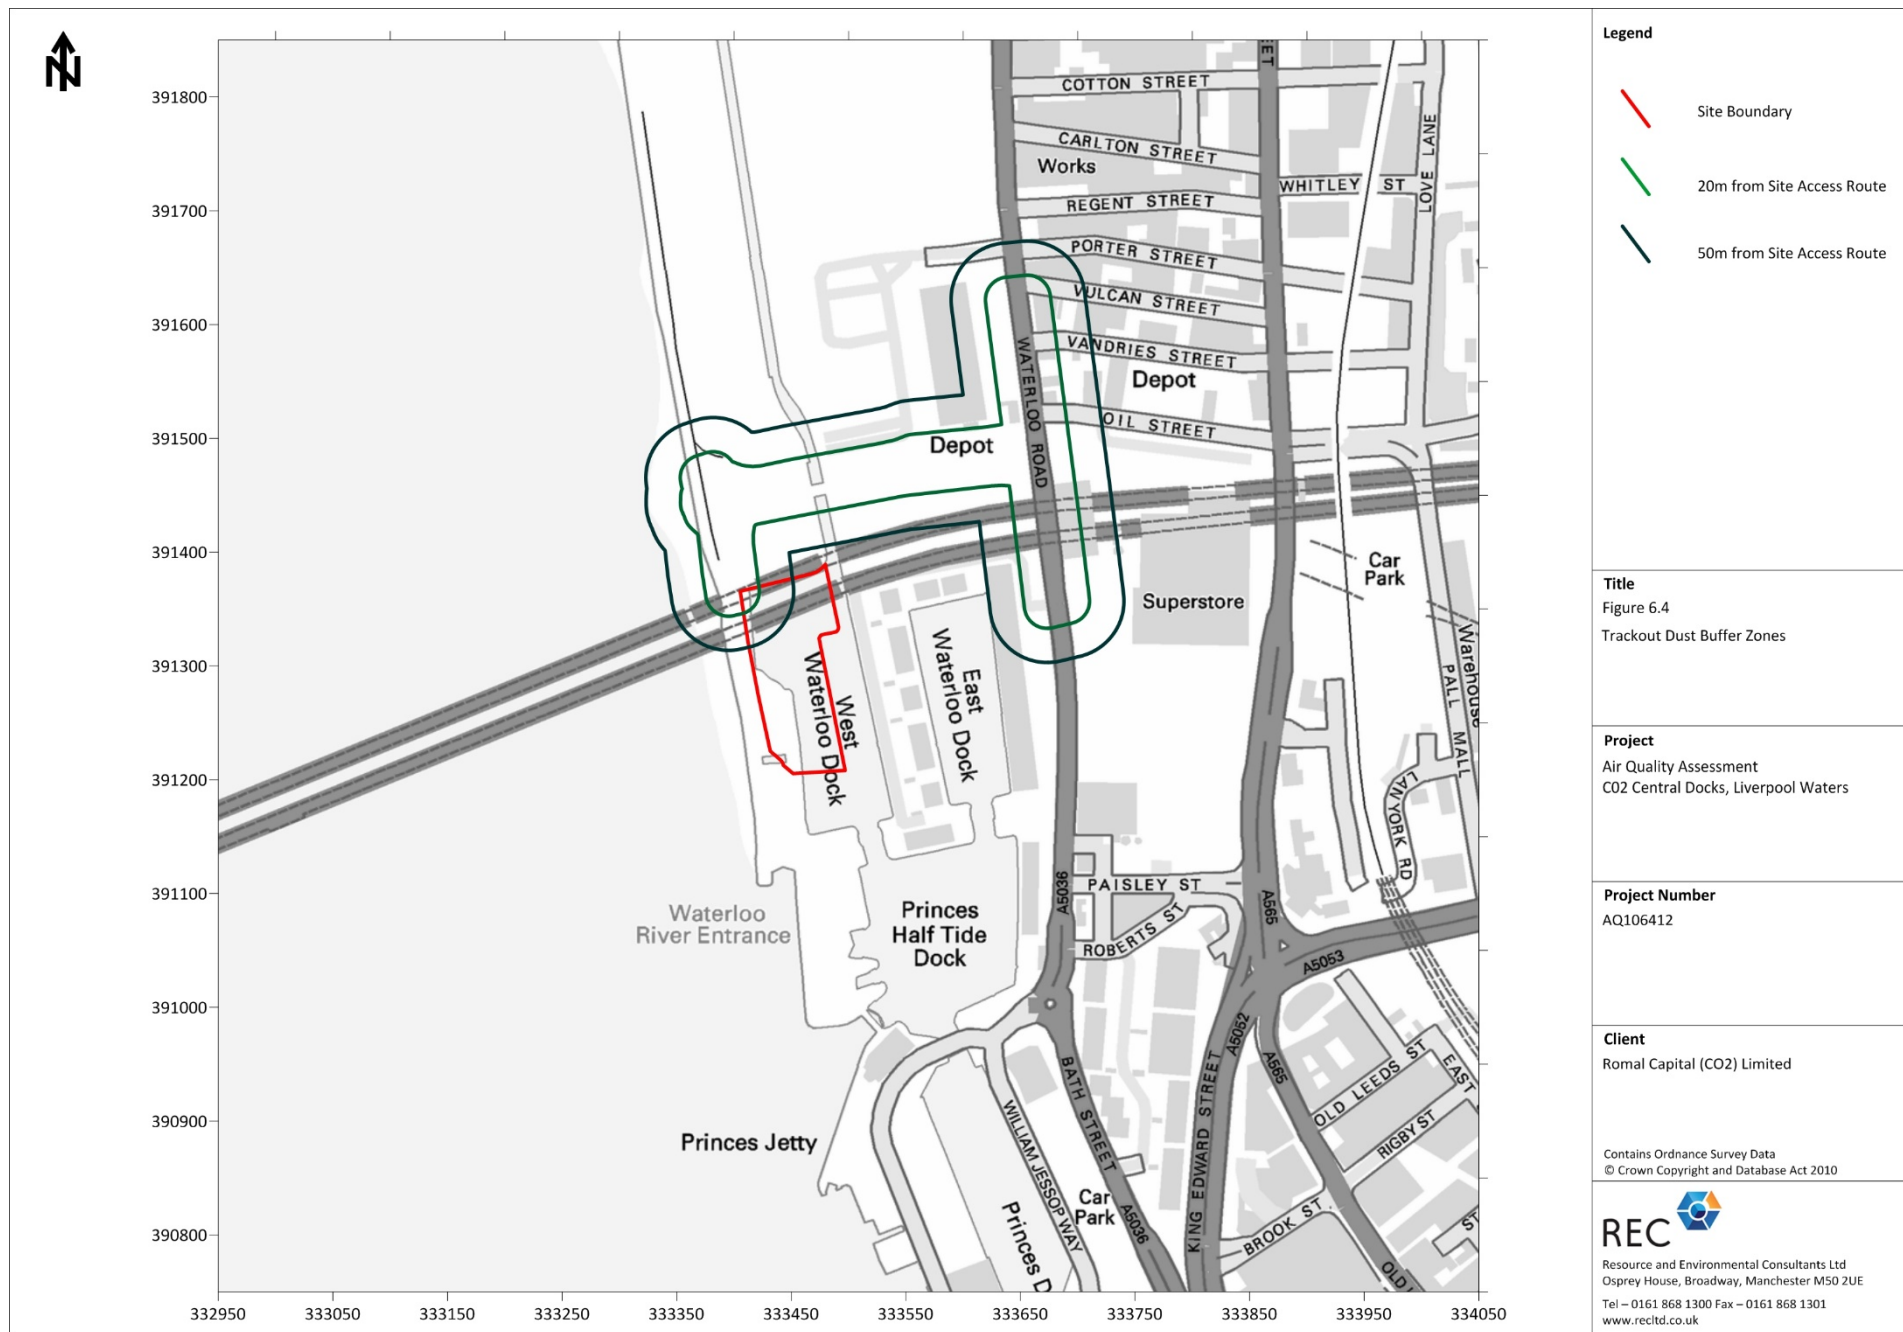 N
391800
391700
391600
391500
391400
391300
391200
391100
391000
390900
390800
332950
333050
333150
333250
333350
333450
333550
333650
333750
333850
333950
334050
COTTON STREET
CARLTON STREET
Works
REGENT STREET
WHITLEY ST
LOVE LANE
PORTER STREET
VULCAN STREET
VANDRIES STREET
WATERLOO ROAD
Depot
OIL STREET
Depot
Car
Park
Superstore
Warehouse
PALL MALL
East
Waterloo Dock
West
Waterloo Dock
LANYORK RD
A5036
PAISLEY ST
ROBERTS ST
A565
A5053
Waterloo
River Entrance
Princes
Half Tide
Dock
A5052
A565
KING EDWARD STREET
BATH STREET
OLD LEEDS ST
EAST
RIGBY ST
WILLIAM JESSOP WAY
Princes Jetty
Car
Park
A5036
Princes D
BROOK ST
ST
OLD
EET
Legend
Site Boundary
20m from Site Access Route
50m from Site Access Route
Title
Figure 6.4
Trackout Dust Buffer Zones
Project
Air Quality Assessment
C02 Central Docks, Liverpool Waters
Project Number
AQ106412
Client
Romal Capital (CO2) Limited
Contains Ordnance Survey Data
© Crown Copyright and Database Act 2010
REC
Resource and Environmental Consultants Ltd
Osprey House, Broadway, Manchester M50 2UE
Tel – 0161 868 1300 Fax – 0161 868 1301
www.recltd.co.uk